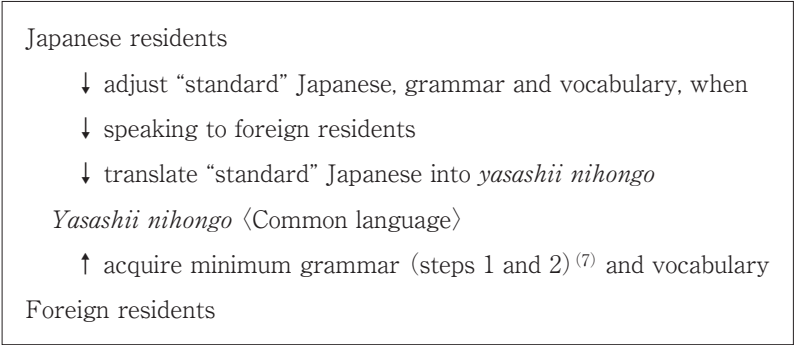 Japanese residents
↓ adjust “standard” Japanese, grammar and vocabulary, when
↓ speaking to foreign residents
↓ translate “standard” Japanese into yasashii nihongo
Yasashii nihongo〈Common language〉
↑ acquire minimum grammar (steps 1 and 2)(7) and vocabulary
Foreign residents